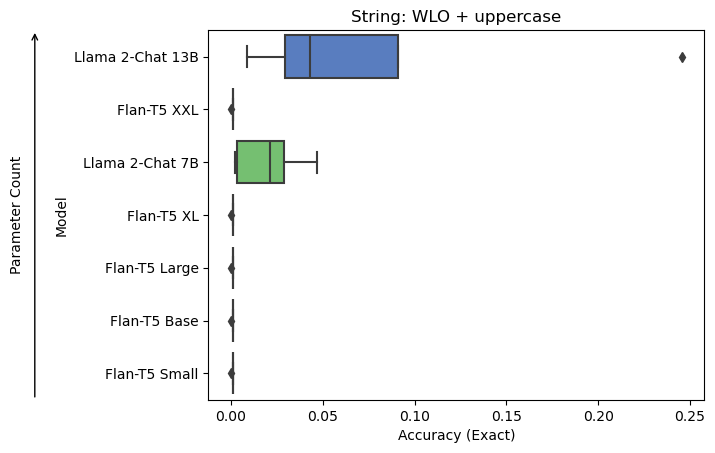 String: WLO + uppercase
Parameter Count
Model
Llama 2-Chat 13B
Flan-T5 XXL
Llama 2-Chat 7B
Flan-T5 XL
Flan-T5 Large
Flan-T5 Base
Flan-T5 Small
0.00 0.05 0.10 0.15 0.20 0.25
Accuracy (Exact)